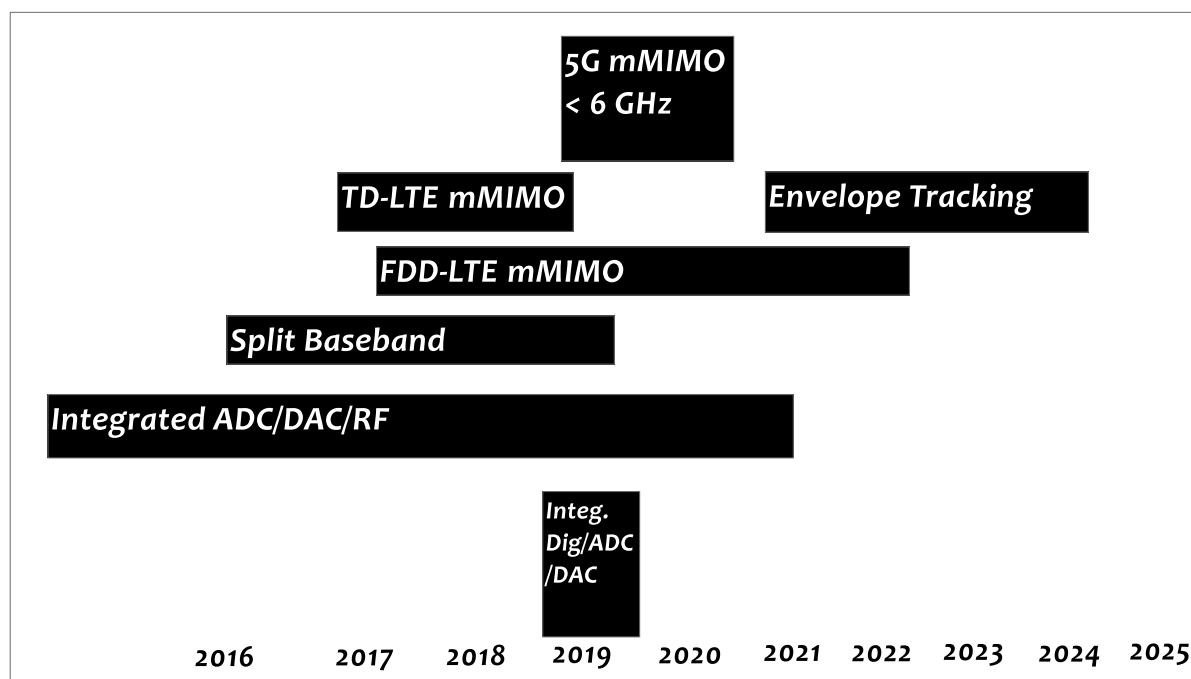 5G mMIMO
< 6 GHz
TD-LTE mMIMO
Envelope Tracking
FDD-LTE mMIMO
Split Baseband
Integrated ADC/DAC/RF
Integ.
Dig/ADC
/DAC
2016 2017 2018 2019 2020 2021 2022 2023 2024 2025